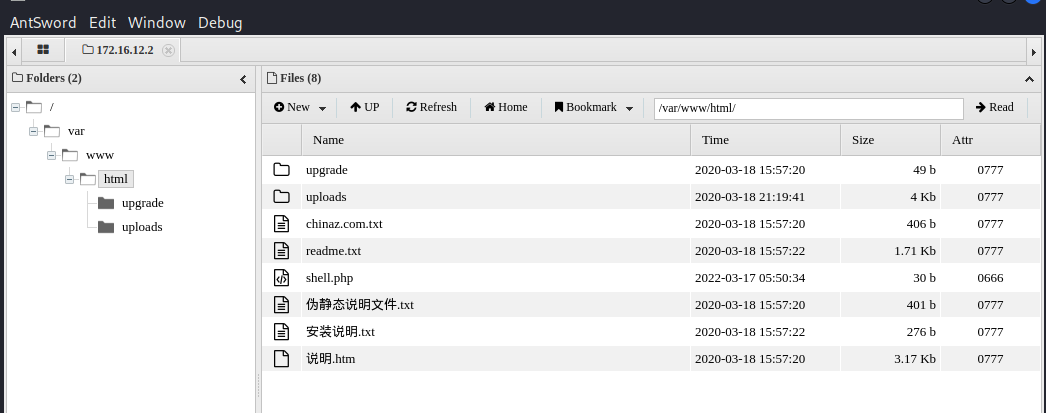 AntSword Edit Window Debug
172.16.12.2
Folders (2)
Files (8)
New UP Refresh Home Bookmark /var/www/html/ Read
/
var
www
html
upgrade
uploads
Name Time Size Attr
upgrade 2020-03-18 15:57:20 49 b 0777
uploads 2020-03-18 21:19:41 4 Kb 0777
chinaz.com.txt 2020-03-18 15:57:20 406 b 0777
readme.txt 2020-03-18 15:57:22 1.71 Kb 0777
shell.php 2022-03-17 05:50:34 30 b 0666
伪静态说明文件.txt 2020-03-18 15:57:20 401 b 0777
安装说明.txt 2020-03-18 15:57:22 276 b 0777
说明.htm 2020-03-18 15:57:20 3.17 Kb 0777